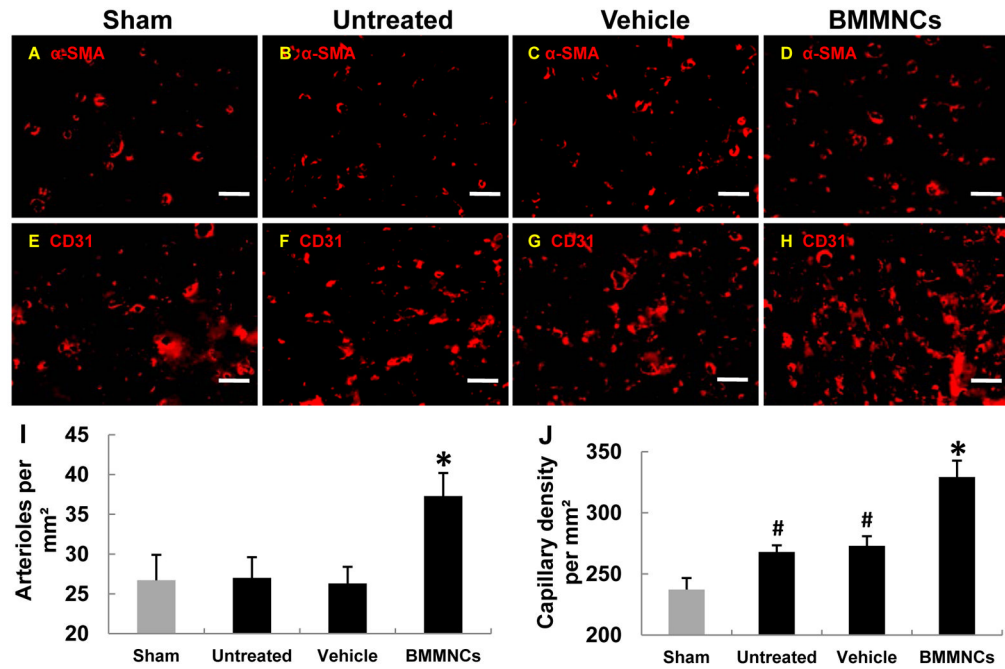 Sham Untreated Vehicle BMMNCs
A α-SMA
B α-SMA
C α-SMA
D α-SMA
E CD31
F CD31
G CD31
H CD31
I
Arterioles per
mm²
45
40
35
30
25
20
*
Sham Untreated Vehicle BMMNCs
J
Capillary density
per mm²
350
300
250
200
# # *
Sham Untreated Vehicle BMMNCs